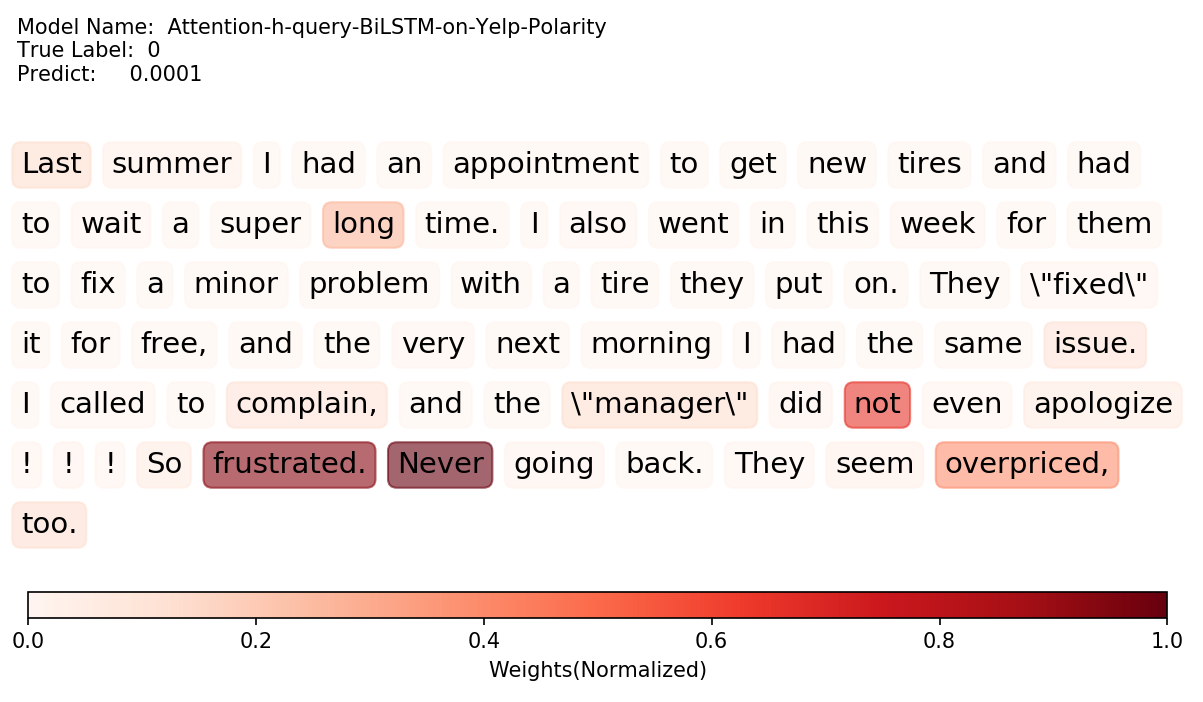 Model Name:  Attention-h-query-BiLSTM-on-Yelp-Polarity
True Label:  0
Predict:     0.0001
Last summer I had an appointment to get new tires and had
to wait a super long time. I also went in this week for them
to fix a minor problem with a tire they put on. They \"fixed\"
it for free, and the very next morning I had the same issue.
I called to complain, and the \"manager\" did not even apologize
! ! ! So frustrated. Never going back. They seem overpriced,
too.
0.0 0.2 0.4 0.6 0.8 1.0
Weights(Normalized)